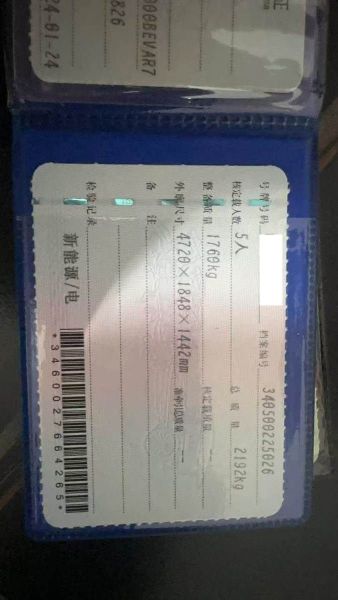 证
000BEVAR7
826
24-01-24
号牌号码 档案编号 340500225026
核定载人数 5人 总质量 2192kg
整备质量 1760kg 核定载质量 --
外廓尺寸 4720×1848×1442mm 准牵引总质量 --
备注
检验记录
新能源/电
*3460027664265*